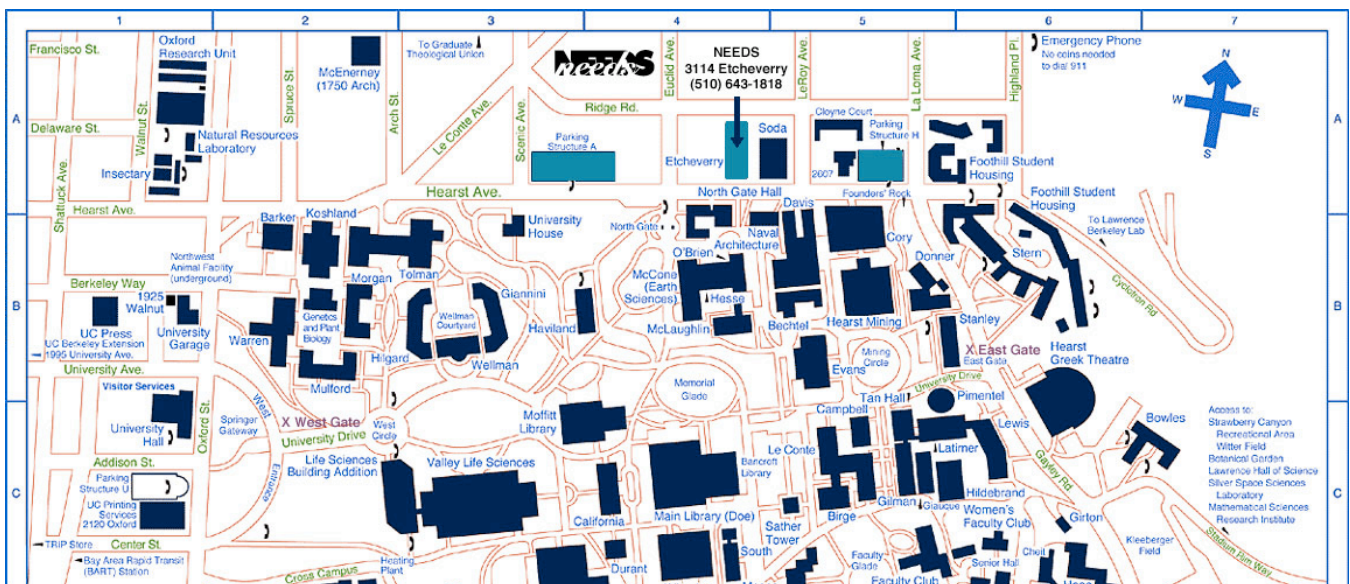 1 2 3 4 5 6 7
Francisco St.
Oxford
Research Unit
McEnerney
(1750 Arch)
To Graduate
Theological Union
NEEDS
needs
NEEDS
3114 Etcheverry
(510) 643-1818
Emergency Phone
No coins needed
to dial 911
N
W
E
S
Walnut St.
Spruce St.
Arch St.
Le Conte Ave.
Scenic Ave.
Euclid Ave.
LeRoy Ave.
La Loma Ave.
Highland Pl.
Ridge Rd.
A
A
Delaware St.
Natural Resources
Laboratory
Insectary
Shattuck Ave.
Parking
Structure A
Etcheverry
Soda
Cloyne Court
Parking
Structure H
2607
Founders' Rock
Foothill Student
Housing
Foothill Student
Housing
Hearst Ave.
Hearst Ave.
North Gate Hall
Barker
Koshland
University
House
North Gate
Davis
Naval
Architecture
O'Brien
Cory
Donner
Stern
To Lawrence
Berkeley Lab
Cyclotron Rd
Northwest
Animal Facility
(underground)
Morgan
Tolman
McCone
(Earth
Sciences)
Hesse
Berkeley Way
B
B
1925
Walnut
UC Press
UC Berkeley Extension
1995 University Ave.
University
Garage
Warren
Genetics
and Plant
Biology
Giannini
Wellman
Courtyard
Haviland
McLaughlin
Bechtel
Hearst Mining
Stanley
Hilgard
Wellman
Mulford
Evans
Mining
Circle
X East Gate
East Gate
Hearst
Greek Theatre
University Ave.
Visitor Services
University
Hall
Oxford St.
Springer
Gateway
West
Entrance
X West Gate
University Drive
West
Circle
Memorial
Glade
Moffitt
Library
University Drive
Tan Hall
Pimentel
Campbell
Lewis
Bowles
Access to:
Strawberry Canyon
Recreational Area
Witter Field
Botanical Garden
Lawrence Hall of Science
Silver Space Sciences
Laboratory
Mathematical Sciences
Research Institute
Addison St.
Parking
Structure U
UC Printing
Services
2120 Oxford
Life Sciences
Building Addition
Valley Life Sciences
Le Conte
Bancroft
Library
Latimer
Gayley Rd
C
C
California
Main Library (Doe)
Sather
Tower
Birge
Gilman
Glauque
Hildebrand
Women's
Faculty Club
Girton
TRIP Store
Center St.
Bay Area Rapid Transit
(BART) Station
Cross Campus
Heating
Plant
Durant
South
Faculty
Glade
Faculty Club
Senior Hall
Cheit
Kleeberger
Field
Stadium Rim Way